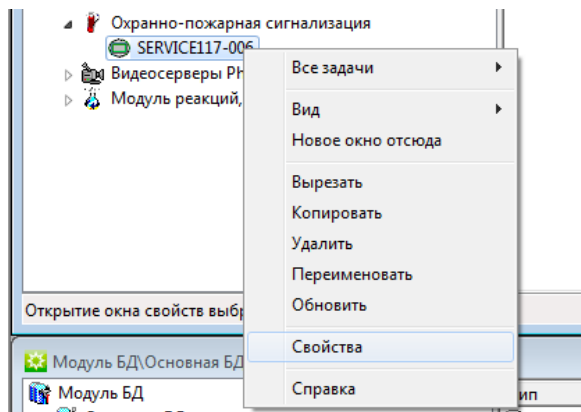 Охранно-пожарная сигнализация
SERVICE117-006
Видеосерверы Ph
Модуль реакций,
Все задачи
Вид
Новое окно отсюда
Вырезать
Копировать
Удалить
Переименовать
Обновить
Свойства
Справка
Открытие окна свойств выбр
Модуль БД\Основная БД
Модуль БД
ип